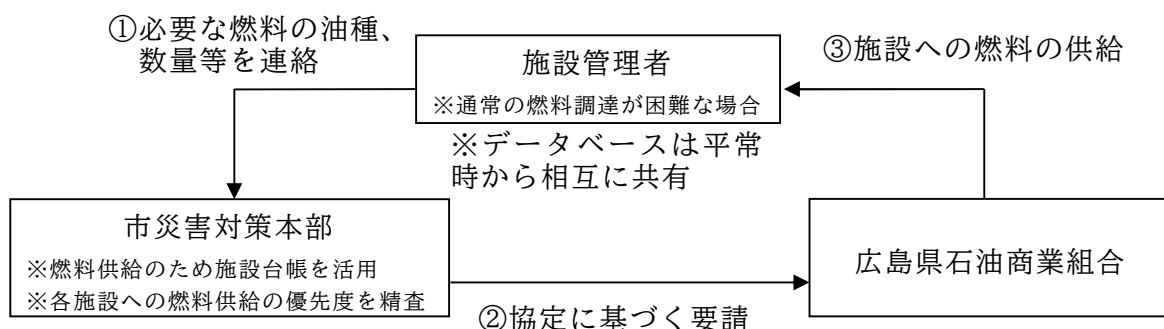 ①必要な燃料の油種、
数量等を連絡
施設管理者
※通常の燃料調達が困難な場合
③施設への燃料の供給
※データベースは平常
時から相互に共有
市災害対策本部
※燃料供給のため施設台帳を活用
※各施設への燃料供給の優先度を精査
広島県石油商業組合
②協定に基づく要請